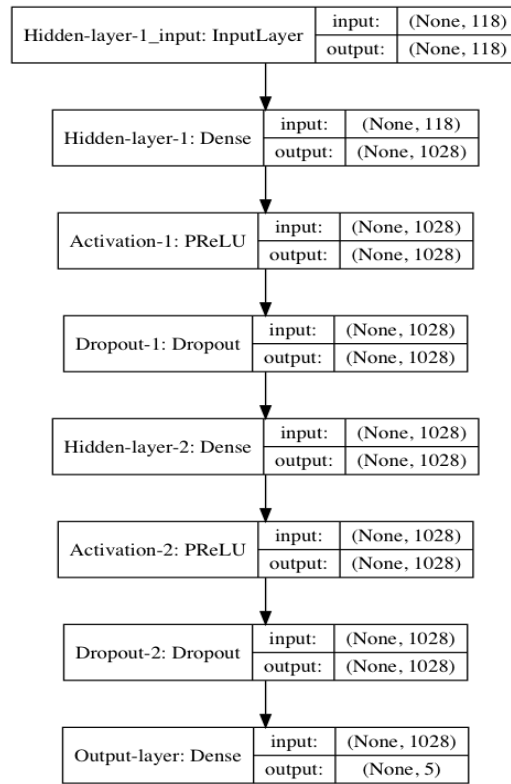 Hidden-layer-1_input: InputLayer input: (None, 118)
output: (None, 118)
Hidden-layer-1: Dense input: (None, 118)
output: (None, 1028)
Activation-1: PReLU input: (None, 1028)
output: (None, 1028)
Dropout-1: Dropout input: (None, 1028)
output: (None, 1028)
Hidden-layer-2: Dense input: (None, 1028)
output: (None, 1028)
Activation-2: PReLU input: (None, 1028)
output: (None, 1028)
Dropout-2: Dropout input: (None, 1028)
output: (None, 1028)
Output-layer: Dense input: (None, 1028)
output: (None, 5)